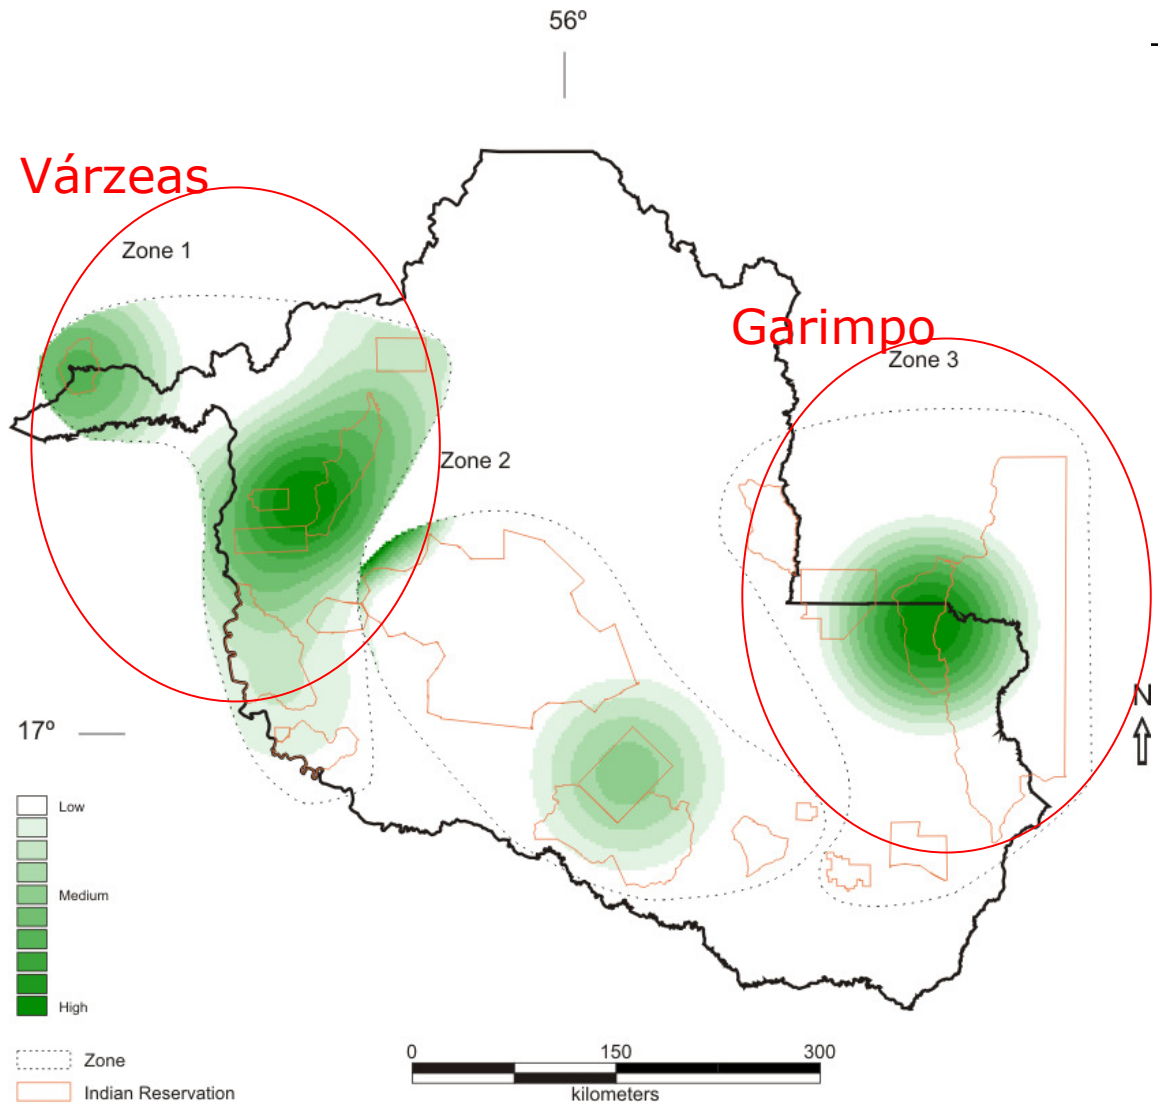 56º
Várzeas
Zone 1
Garimpo
Zone 3
Zone 2
N
17º
Low
Medium
High
Zone
Indian Reservation
0 150 300
kilometers